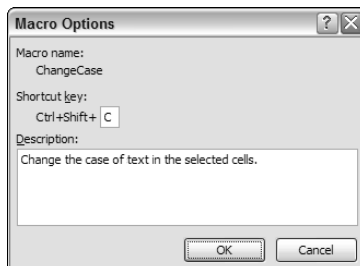 Macro Options
Macro name:
ChangeCase
Shortcut key:
Ctrl+Shift+ C
Description:
Change the case of text in the selected cells.
OK Cancel